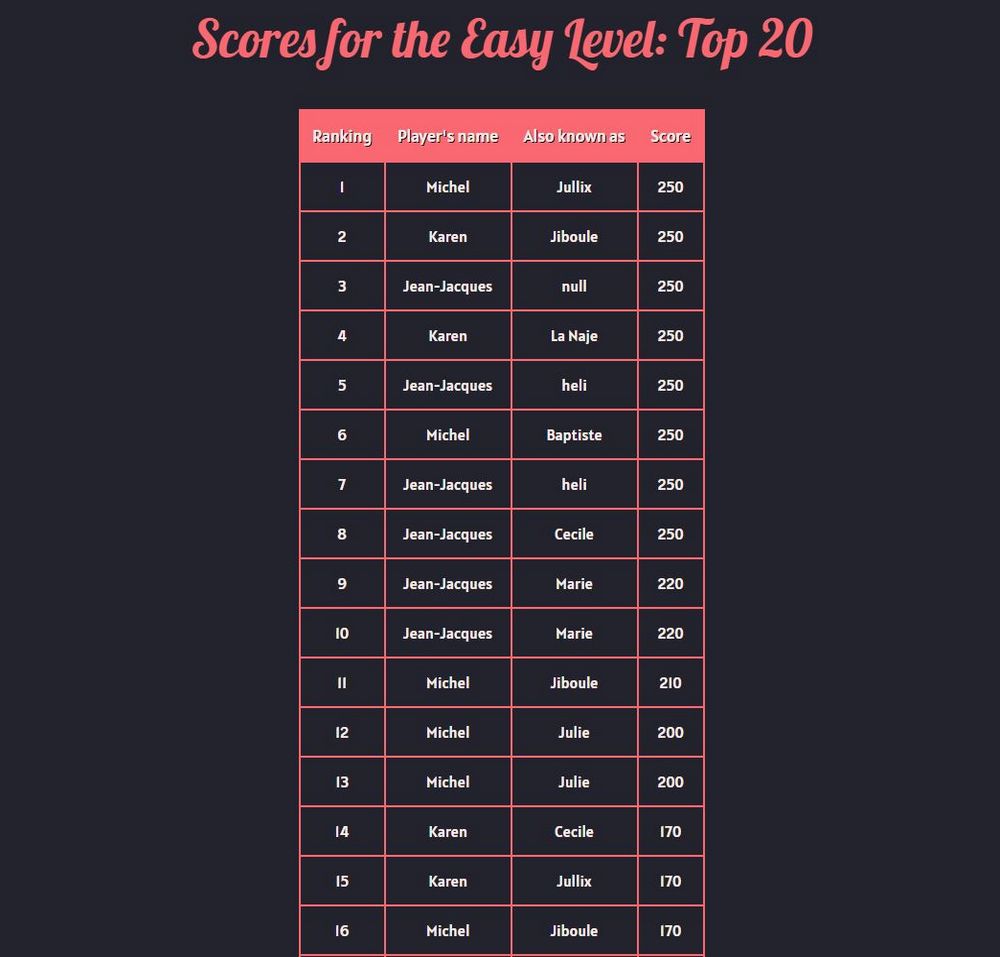 Scores for the Easy Level: Top 20
Ranking Player's name Also known as Score
1 Michel Jullix 250
2 Karen Jiboule 250
3 Jean-Jacques null 250
4 Karen La Naje 250
5 Jean-Jacques heli 250
6 Michel Baptiste 250
7 Jean-Jacques heli 250
8 Jean-Jacques Cecile 250
9 Jean-Jacques Marie 220
10 Jean-Jacques Marie 220
11 Michel Jiboule 210
12 Michel Julie 200
13 Michel Julie 200
14 Karen Cecile 170
15 Karen Jullix 170
16 Michel Jiboule 170